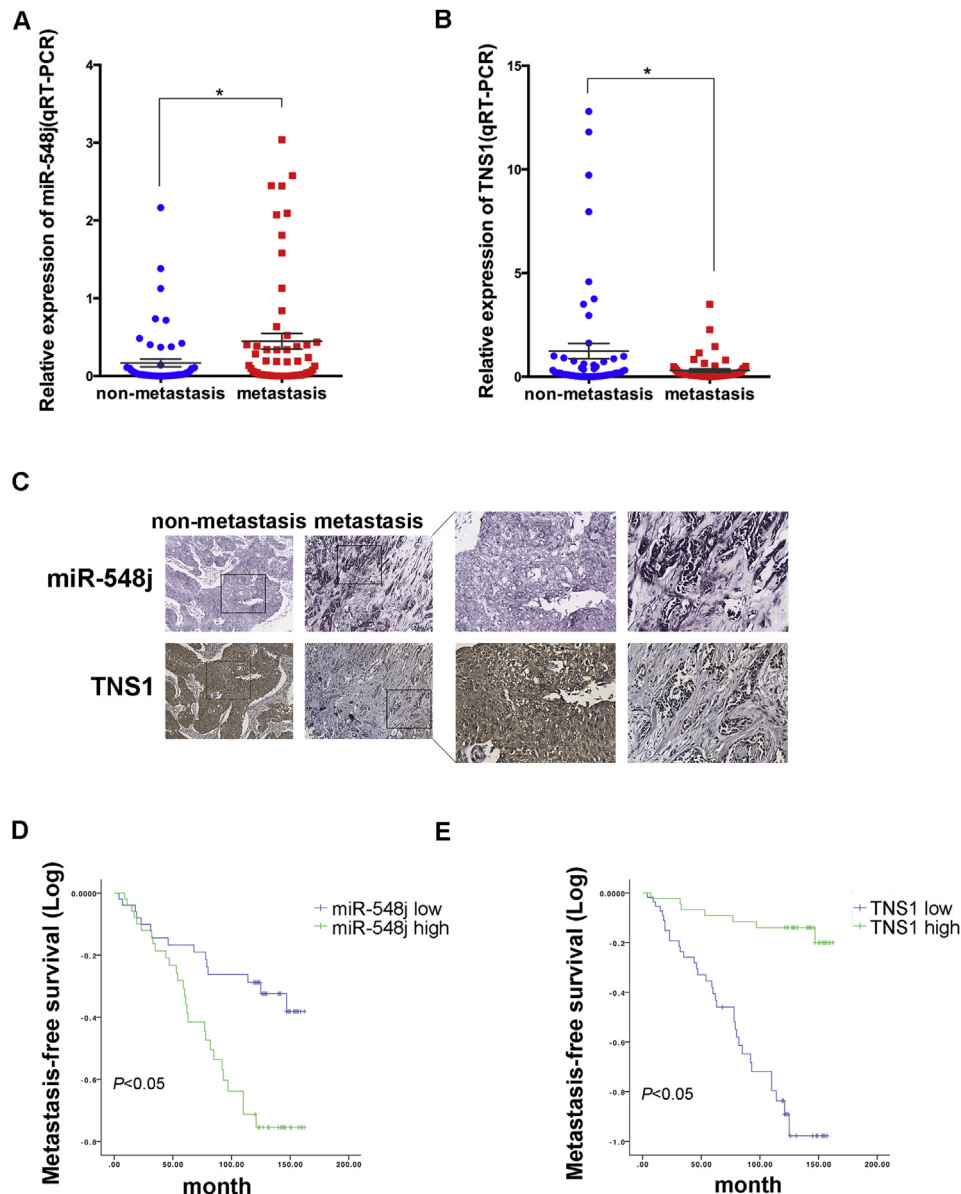 A
Relative expression of miR-548j(qRT-PCR)
4
3
2
1
0
*
non-metastasis metastasis
B
Relative expression of TNS1(qRT-PCR)
15
10
5
0
*
non-metastasis metastasis
C
non-metastasis metastasis
miR-548j
TNS1
D
Metastasis-free survival (Log)
0.0000
-0.2
-0.4
-0.6
-0.8
miR-548j low
miR-548j high
P<0.05
.00 50.00 100.00 150.00 200.00
month
E
Metastasis-free survival (Log)
0.0000
-0.2
-0.4
-0.6
-0.8
-1.0
TNS1 low
TNS1 high
P<0.05
.00 50.00 100.00 150.00 200.00
month